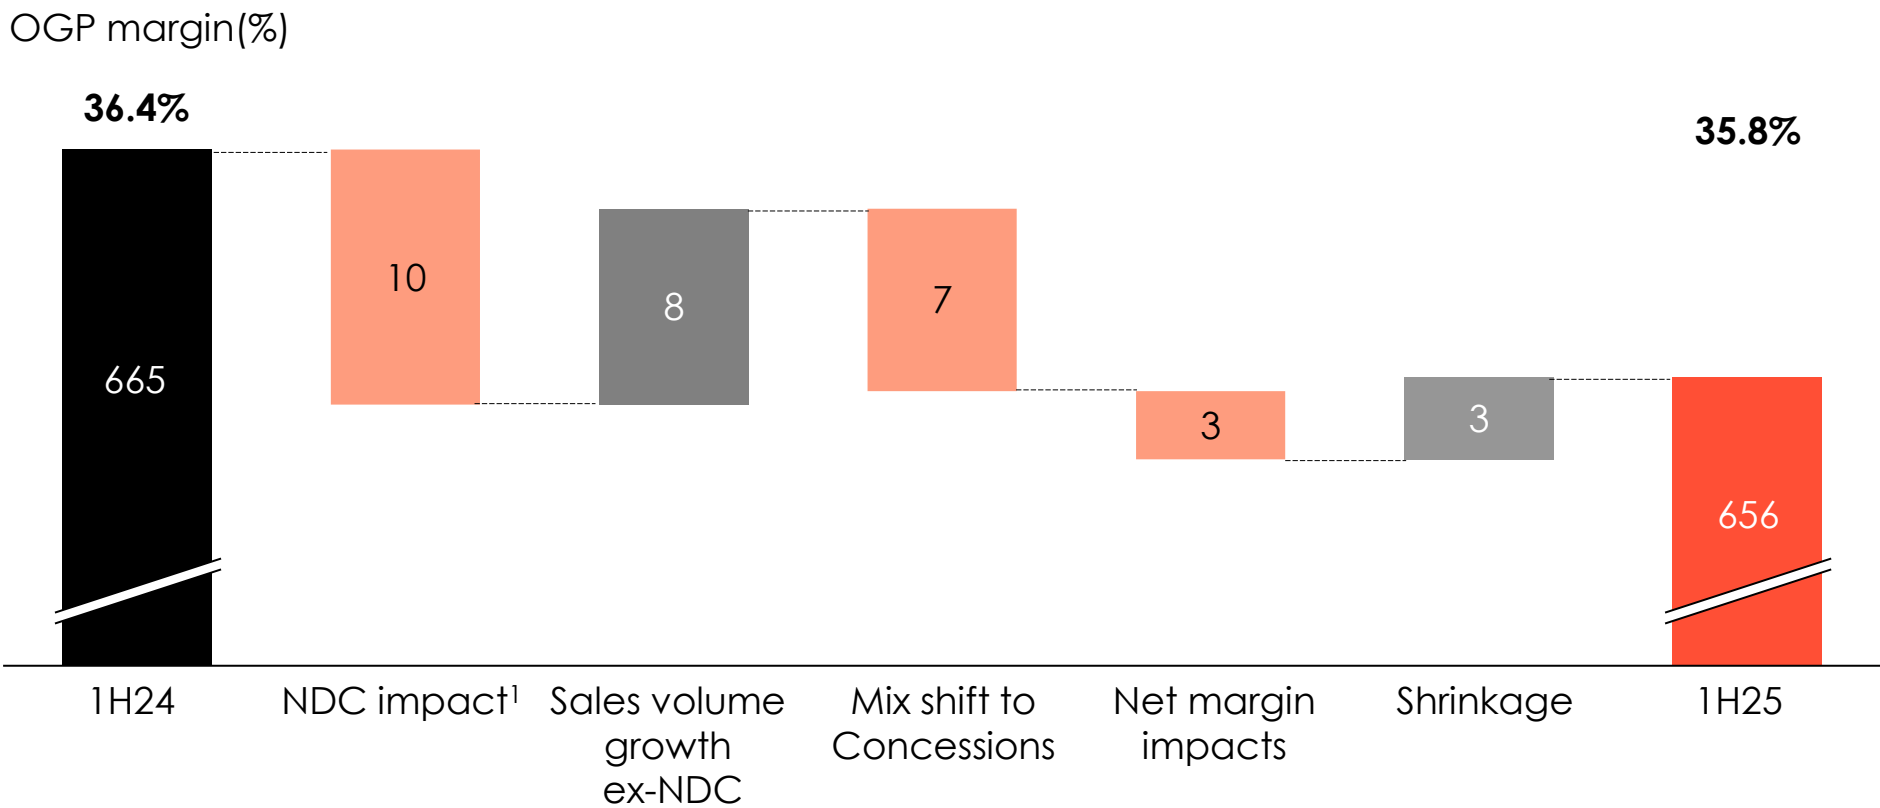 OGP margin(%)
36.4%
35.8%
665
10
8
7
3
3
656
1H24
NDC impact¹
Sales volume
growth
ex-NDC
Mix shift to
Concessions
Net margin
impacts
Shrinkage
1H25